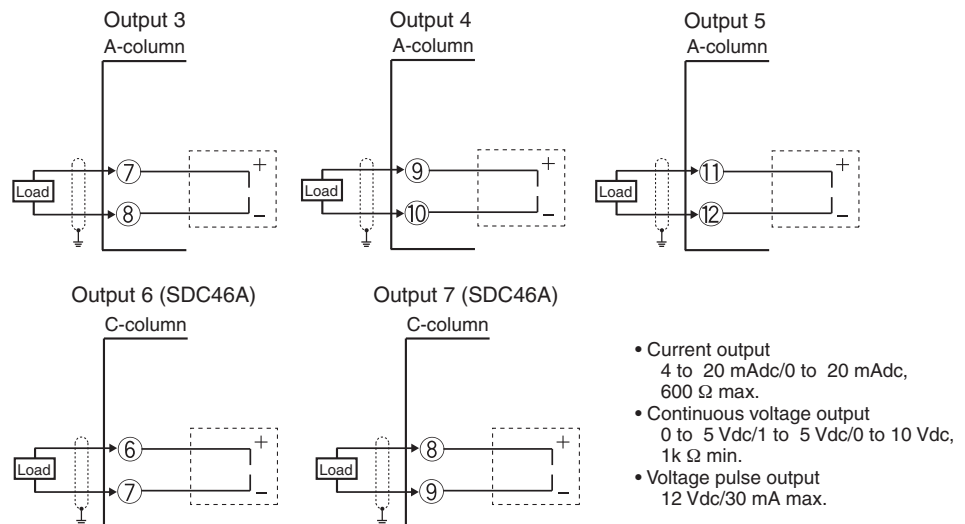 Output 3
A-column
Load
⑦
⑧
+
−
Output 4
A-column
Load
⑨
⑩
+
−
Output 5
A-column
Load
⑪
⑫
+
−
Output 6 (SDC46A)
C-column
Load
⑥
⑦
+
−
Output 7 (SDC46A)
C-column
Load
⑧
⑨
+
−
• Current output
4 to 20 mAdc/0 to 20 mAdc,
600 Ω max.
• Continuous voltage output
0 to 5 Vdc/1 to 5 Vdc/0 to 10 Vdc,
1k Ω min.
• Voltage pulse output
12 Vdc/30 mA max.